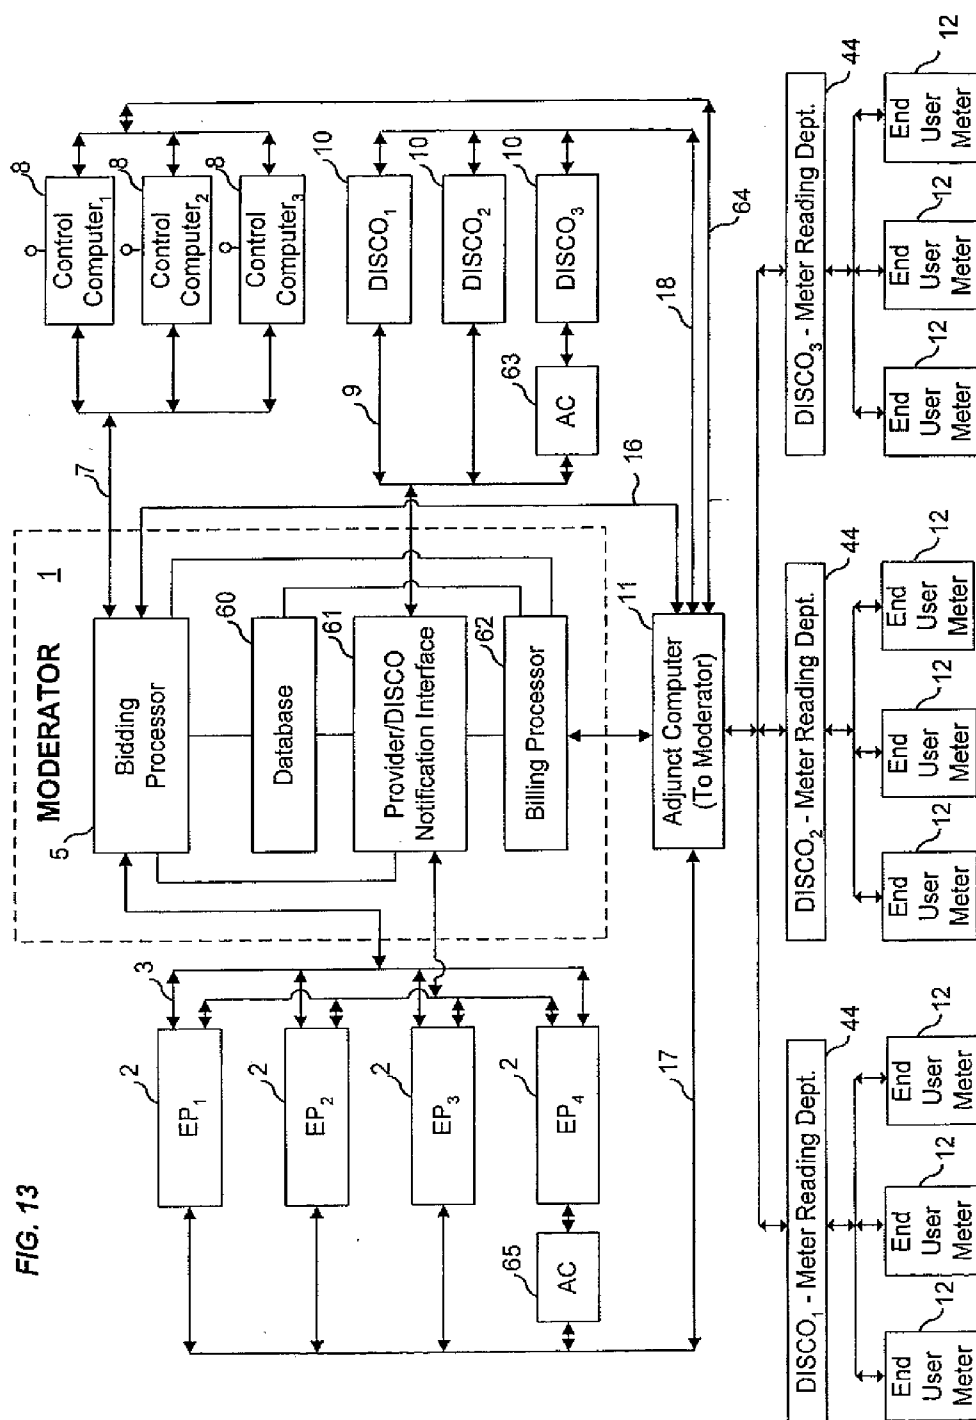 FIG. 13
MODERATOR
1
5
Bidding
Processor
60
Database
61
Provider/DISCO
Notification Interface
62
Billing Processor
3
2
EP1
2
EP2
2
EP3
2
EP4
65
AC
17
7
8
Control
Computer1
8
Control
Computer2
8
Control
Computer3
9
10
DISCO1
10
DISCO2
10
DISCO3
63
AC
16
18
64
11
Adjunct Computer
(To Moderator)
44
DISCO1 - Meter Reading Dept.
12
End
User
Meter
12
End
User
Meter
12
End
User
Meter
44
DISCO2 - Meter Reading Dept.
12
End
User
Meter
12
End
User
Meter
12
End
User
Meter
44
DISCO3 - Meter Reading Dept.
12
End
User
Meter
12
End
User
Meter
12
End
User
Meter